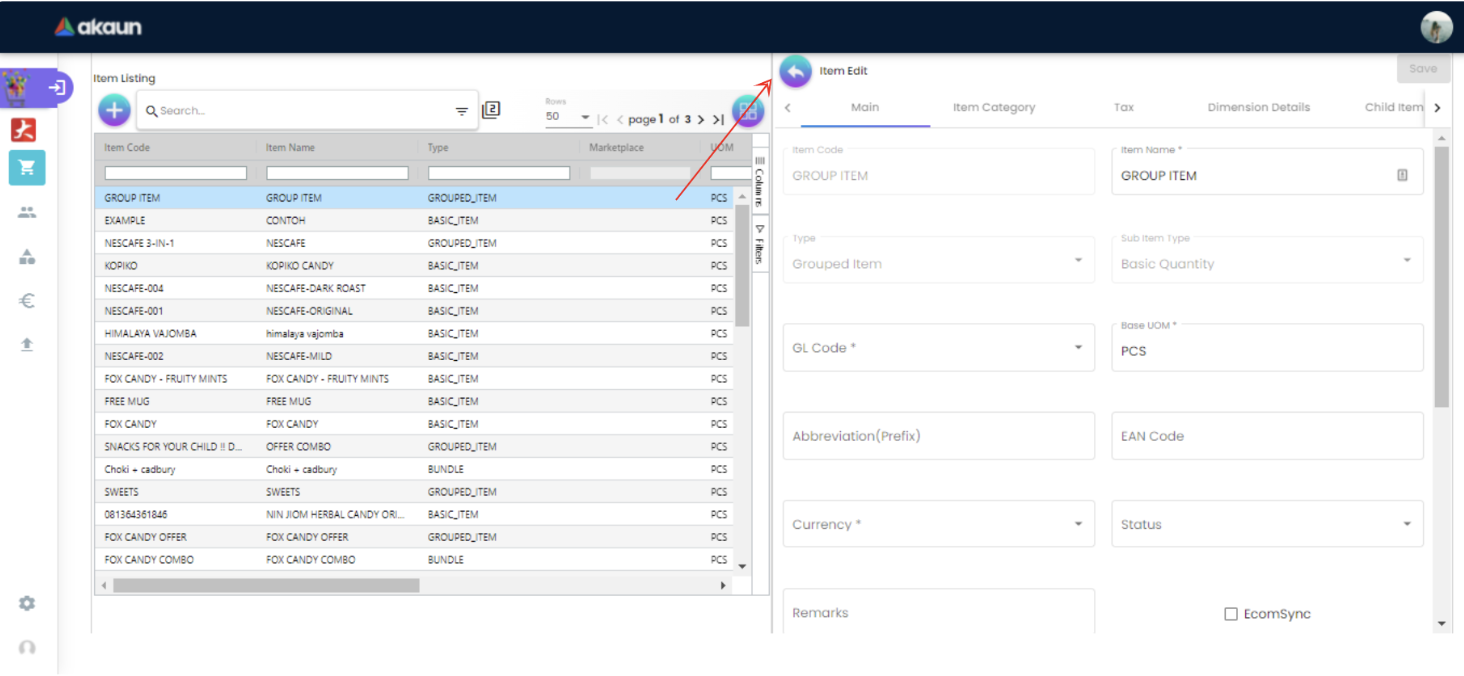 akaun
Item Listing
Search...
2
Rows
50
page 1 of 3
Item Code Item Name Type Marketplace UOM
GROUP ITEM GROUP ITEM GROUPED_ITEM PCS
EXAMPLE CONTOH BASIC_ITEM PCS
NESCAFE 3-IN-1 NESCAFE GROUPED_ITEM PCS
KOPIKO KOPIKO CANDY BASIC_ITEM PCS
NESCAFE-004 NESCAFE-DARK ROAST BASIC_ITEM PCS
NESCAFE-001 NESCAFE-ORIGINAL BASIC_ITEM PCS
HIMALAYA VAJOMBA himalaya vajomba BASIC_ITEM PCS
NESCAFE-002 NESCAFE-MILD BASIC_ITEM PCS
FOX CANDY - FRUITY MINTS FOX CANDY - FRUITY MINTS BASIC_ITEM PCS
FREE MUG FREE MUG BASIC_ITEM PCS
FOX CANDY FOX CANDY BASIC_ITEM PCS
SNACKS FOR YOUR CHILD !! D... OFFER COMBO GROUPED_ITEM PCS
Choki + cadbury Choki + cadbury BUNDLE PCS
SWEETS SWEETS GROUPED_ITEM PCS
081364361846 NIN JIOM HERBAL CANDY ORI... BASIC_ITEM PCS
FOX CANDY OFFER FOX CANDY OFFER GROUPED_ITEM PCS
FOX CANDY COMBO FOX CANDY COMBO BUNDLE PCS
Columns
Filters
Item Edit
Save
Main Item Category Tax Dimension Details Child Item
Item Code
GROUP ITEM
Item Name *
GROUP ITEM
Type
Grouped Item
Sub Item Type
Basic Quantity
GL Code *
Base UOM *
PCS
Abbreviation(Prefix)
EAN Code
Currency *
Status
Remarks
EcomSync